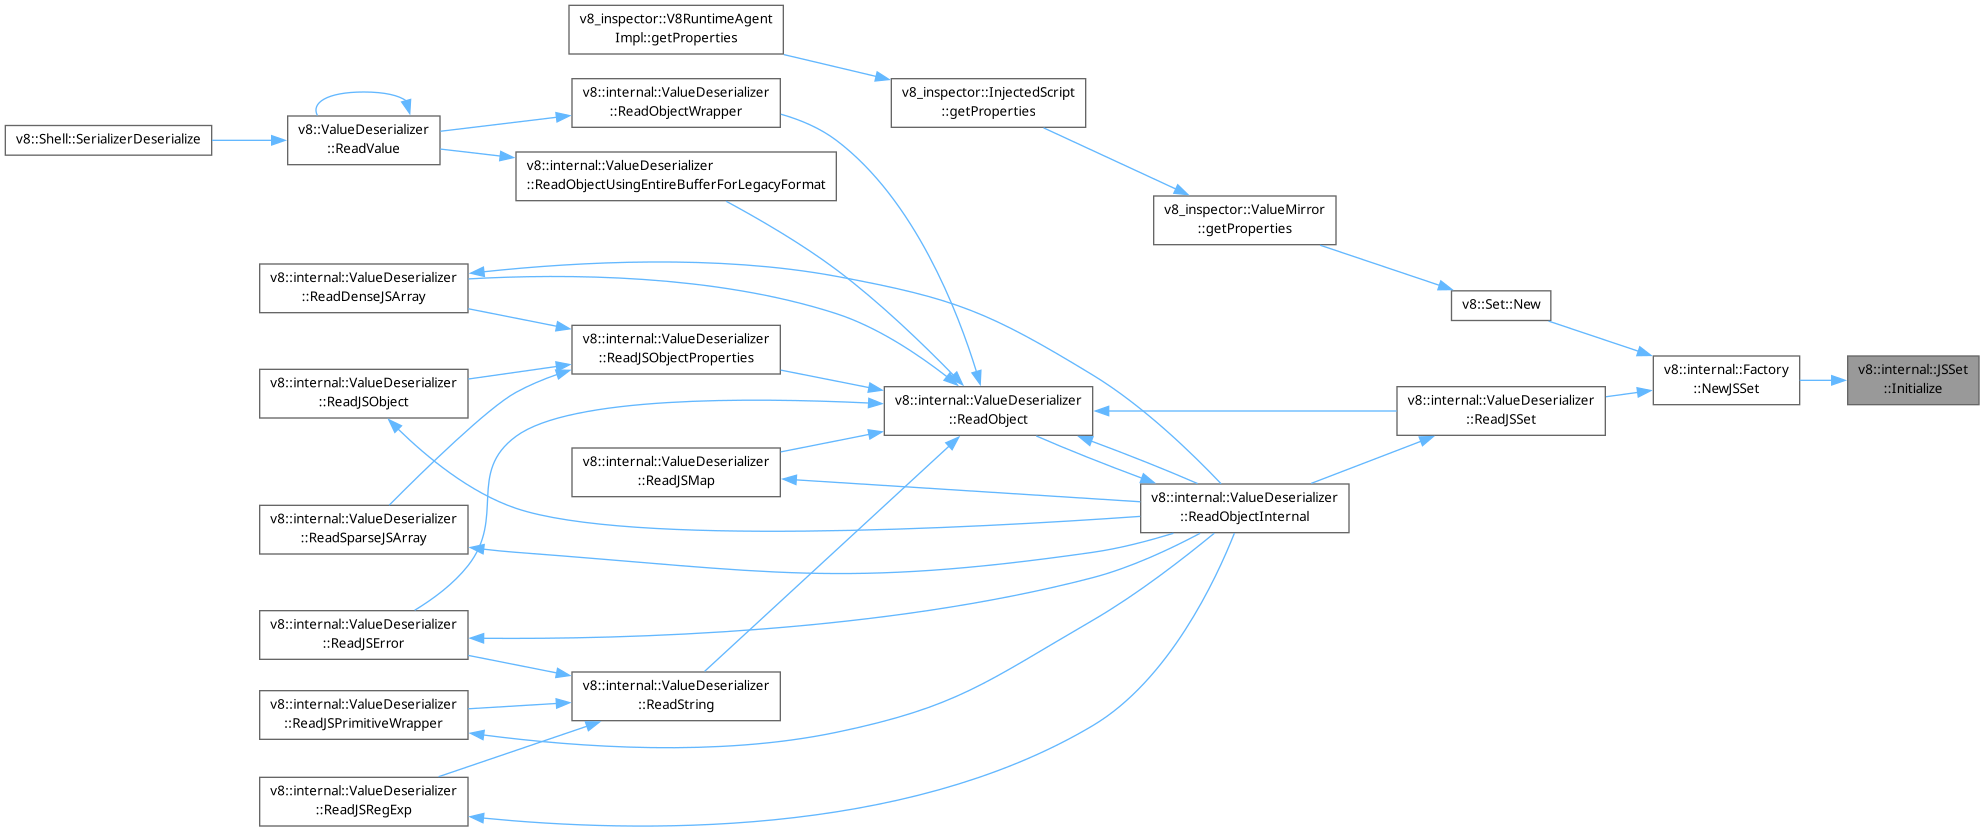 v8_inspector::V8RuntimeAgent
Impl::getProperties
v8::internal::ValueDeserializer
::ReadObjectWrapper
v8_inspector::InjectedScript
::getProperties
v8::Shell::SerializerDeserialize
v8::ValueDeserializer
::ReadValue
v8::internal::ValueDeserializer
::ReadObjectUsingEntireBufferForLegacyFormat
v8_inspector::ValueMirror
::getProperties
v8::internal::ValueDeserializer
::ReadDenseJSArray
v8::Set::New
v8::internal::ValueDeserializer
::ReadJSObjectProperties
v8::internal::Factory
::NewJSSet
v8::internal::JSSet
::Initialize
v8::internal::ValueDeserializer
::ReadJSObject
v8::internal::ValueDeserializer
::ReadObject
v8::internal::ValueDeserializer
::ReadJSSet
v8::internal::ValueDeserializer
::ReadJSMap
v8::internal::ValueDeserializer
::ReadObjectInternal
v8::internal::ValueDeserializer
::ReadSparseJSArray
v8::internal::ValueDeserializer
::ReadJSError
v8::internal::ValueDeserializer
::ReadString
v8::internal::ValueDeserializer
::ReadJSPrimitiveWrapper
v8::internal::ValueDeserializer
::ReadJSRegExp